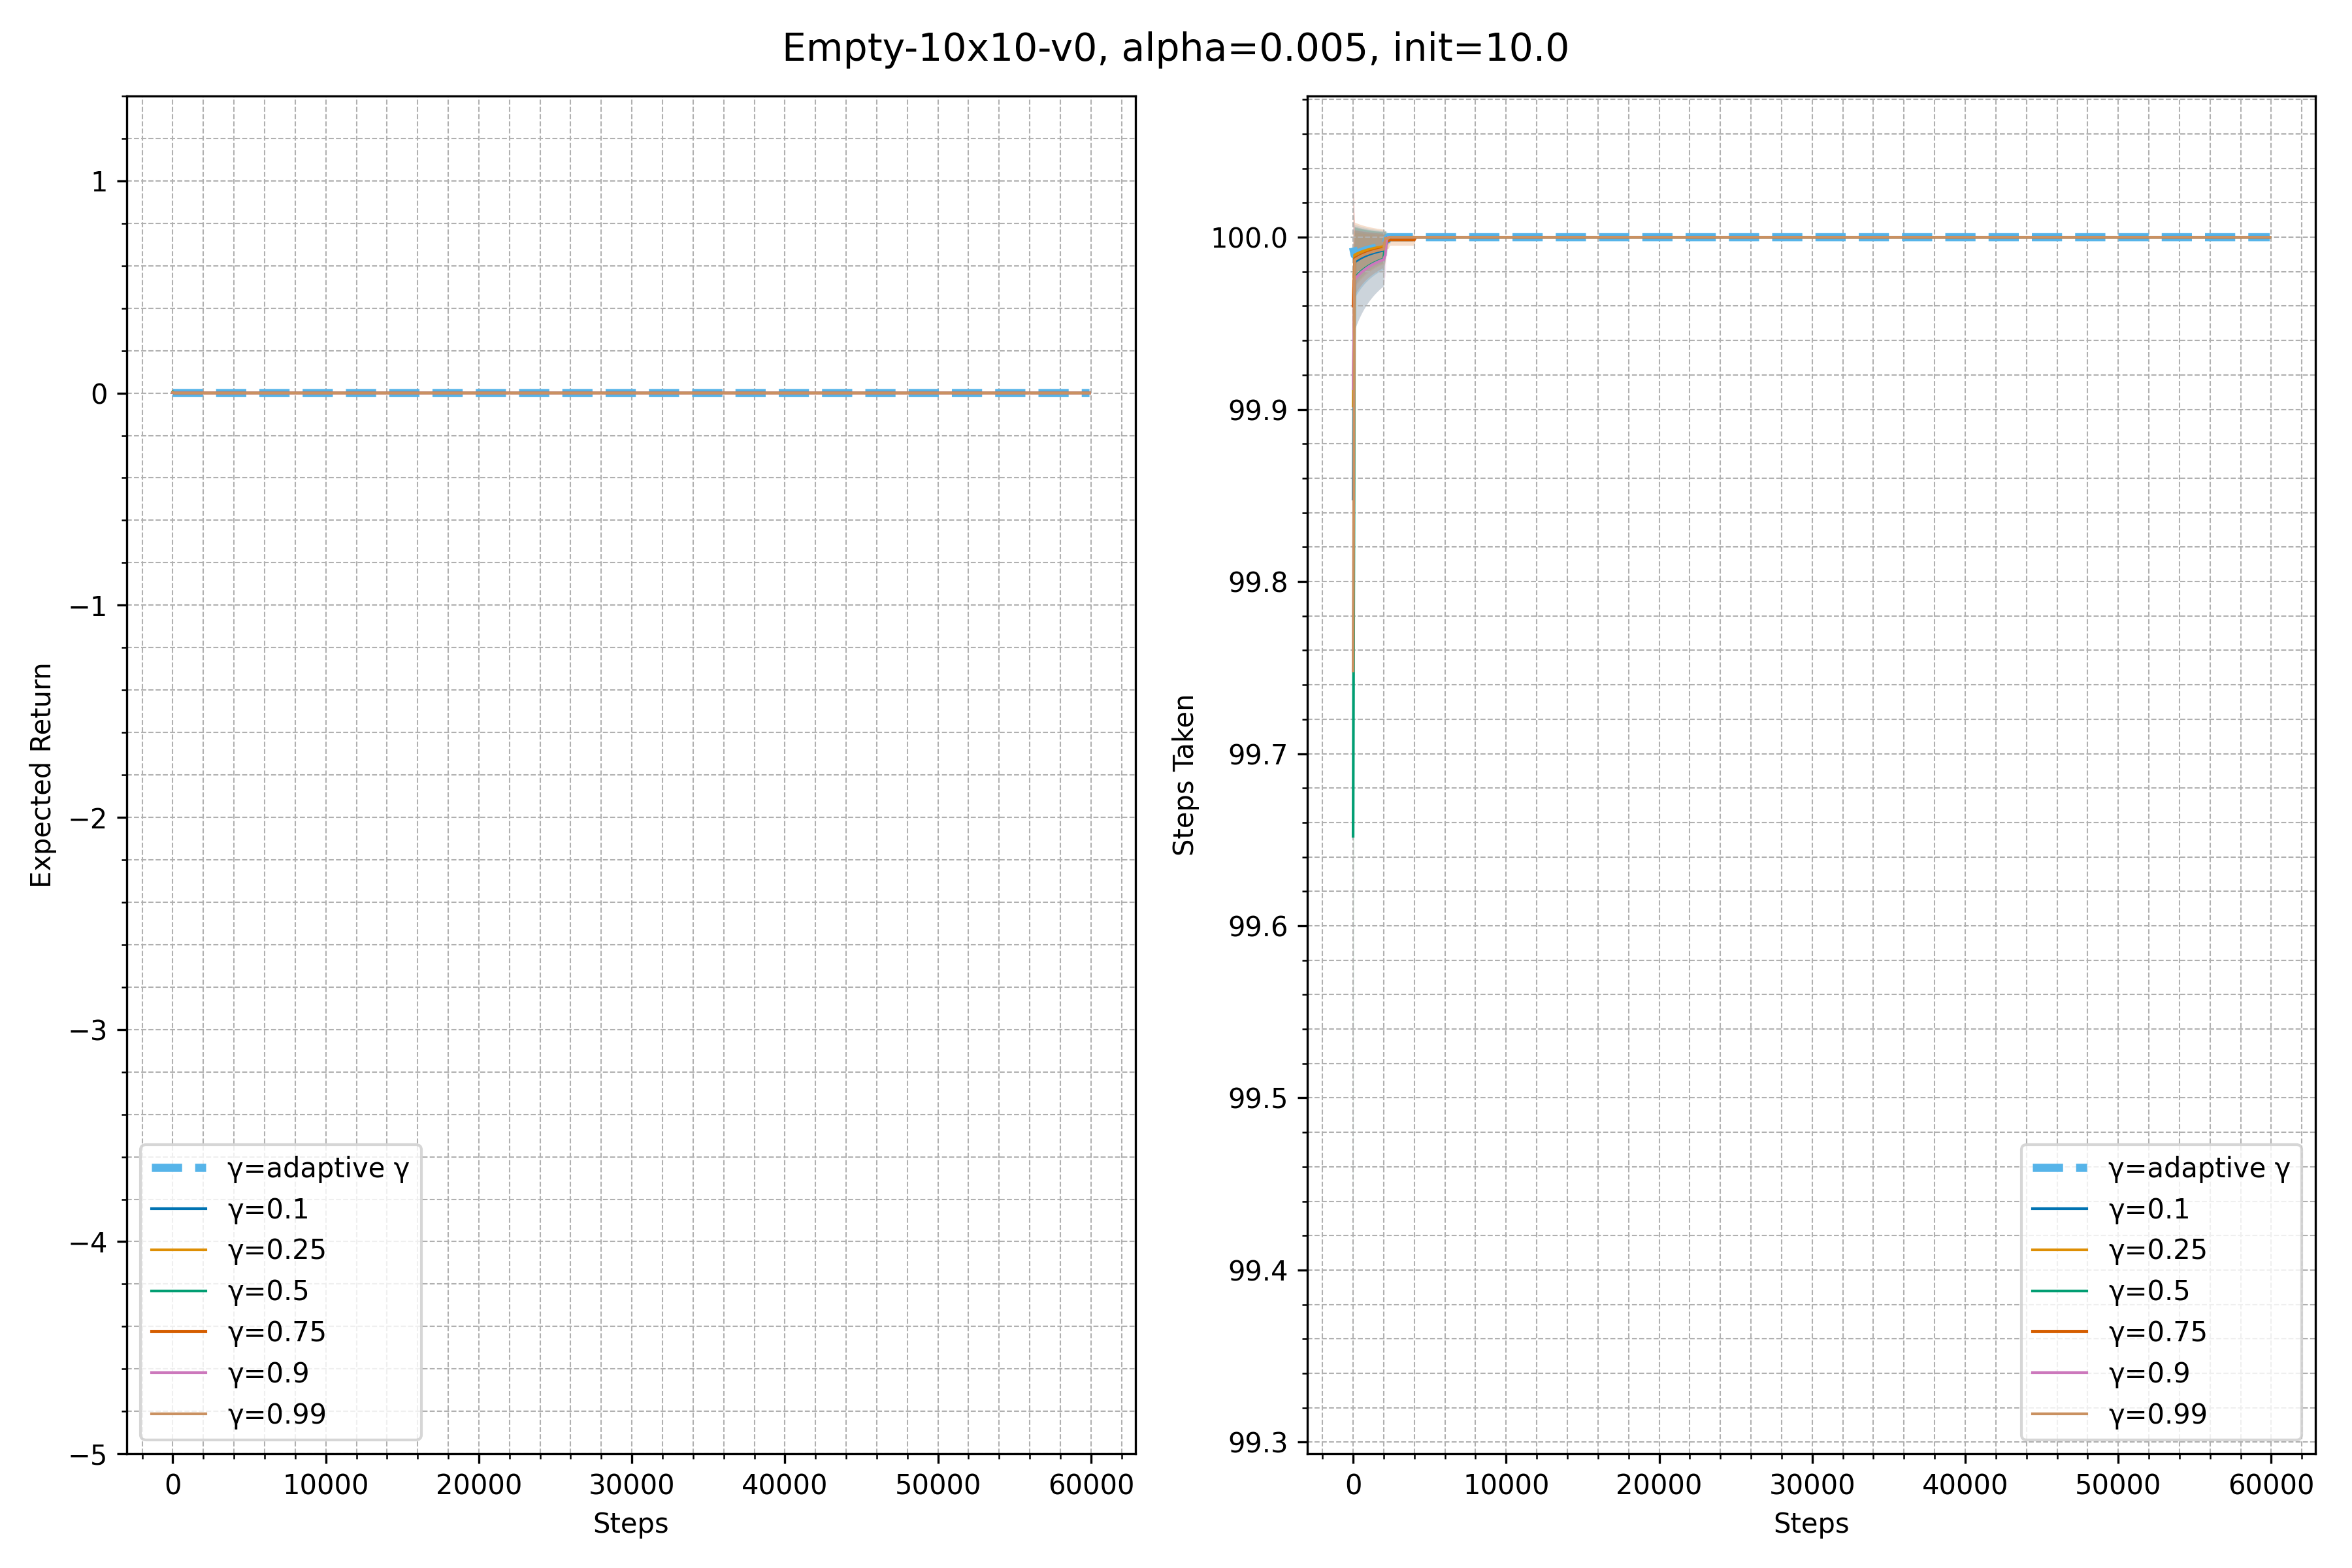 Empty-10x10-v0, alpha=0.005, init=10.0
Expected Return
1
0
−1
−2
−3
−4
−5
0
10000
20000
30000
40000
50000
60000
Steps
γ=adaptive γ
γ=0.1
γ=0.25
γ=0.5
γ=0.75
γ=0.9
γ=0.99
Steps Taken
100.0
99.9
99.8
99.7
99.6
99.5
99.4
99.3
0
10000
20000
30000
40000
50000
60000
Steps
γ=adaptive γ
γ=0.1
γ=0.25
γ=0.5
γ=0.75
γ=0.9
γ=0.99